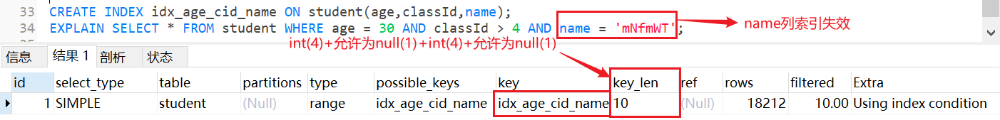 33 CREATE INDEX idx_age_cid_name ON student(age,classId,name);
34 EXPLAIN SELECT * FROM student WHERE age = 30 AND classId > 4 AND name = 'mNfmWT';
name列索引失效
int(4)+允许为null(1)+int(4)+允许为null(1)
信息 结果 1 剖析 状态
id select_type table partitions type possible_keys key key_len ref rows filtered Extra
1 SIMPLE student (Null) range idx_age_cid_name idx_age_cid_name 10 (Null) 18212 10.00 Using index condition